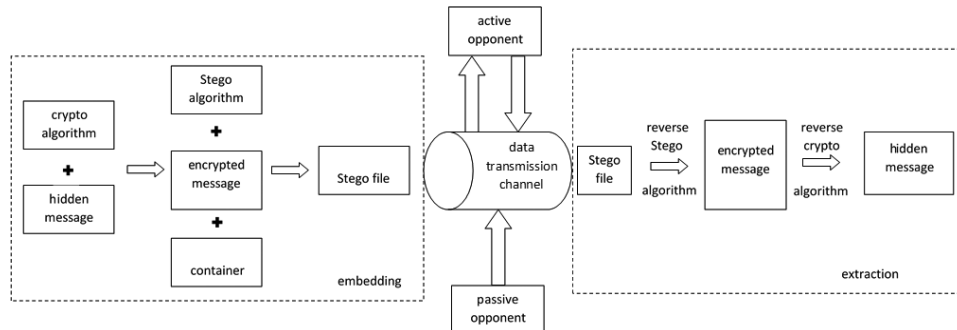 active
opponent
Stego
algorithm
crypto
algorithm
+
+
hidden
message
encrypted
message
+
container
Stego file
embedding
data
transmission
channel
passive
opponent
Stego
file
reverse
Stego
algorithm
encrypted
message
reverse
crypto
algorithm
hidden
message
extraction